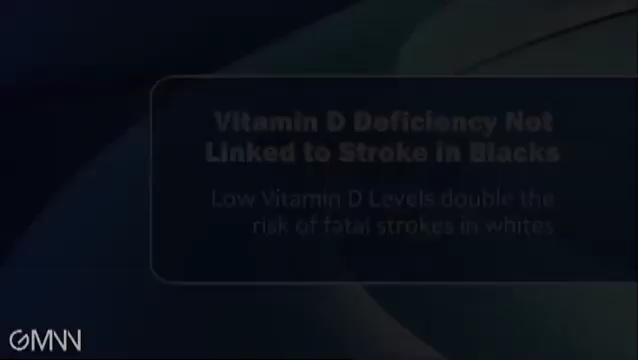 Vitamin D Deficiency Not
Linked to Stroke in Blacks
Low Vitamin D Levels double the
risk of fatal strokes in whites
GMNN